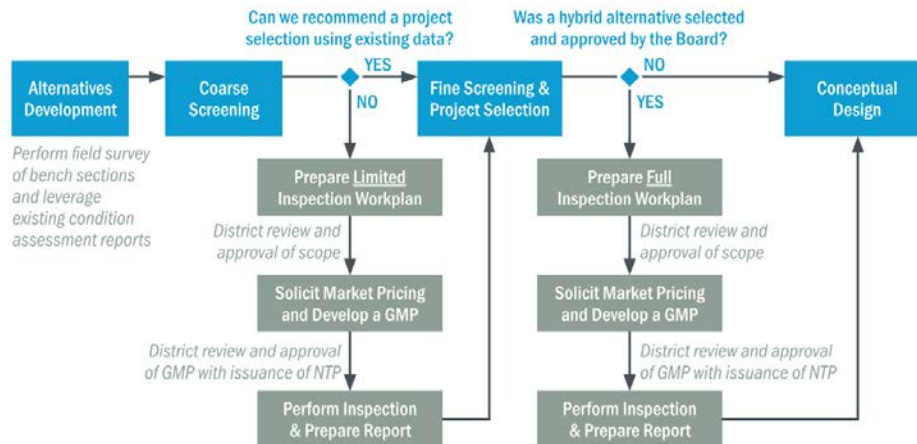 Can we recommend a project
selection using existing data?
Was a hybrid alternative selected
and approved by the Board?
Alternatives
Development
Coarse
Screening
YES
NO
Fine Screening &
Project Selection
NO
YES
Conceptual
Design
Perform field survey
of bench sections
and leverage
existing condition
assessment reports
Prepare Limited
Inspection Workplan
District review and
approval of scope
Solicit Market Pricing
and Develop a GMP
District review and approval
of GMP with issuance of NTP
Perform Inspection
& Prepare Report
Prepare Full
Inspection Workplan
District review and
approval of scope
Solicit Market Pricing
and Develop a GMP
District review and approval
of GMP with issuance of NTP
Perform Inspection
& Prepare Report